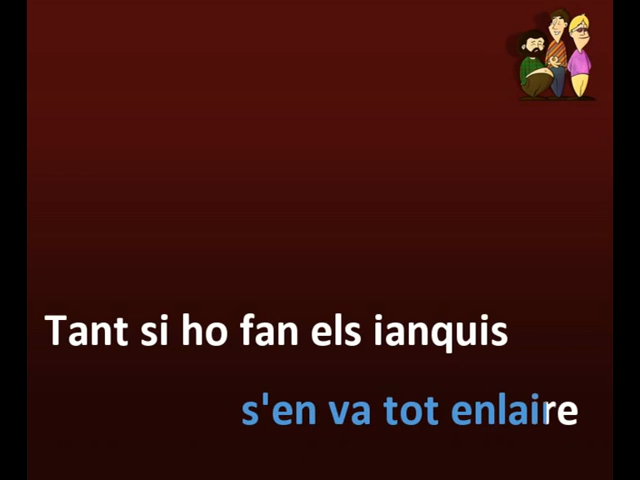 Tant si ho fan els ianquis
s'en va tot enlaire